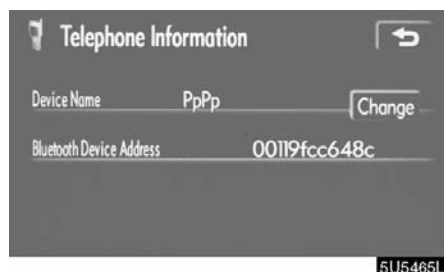 Telephone Information
Device Name PpPp Change
Bluetooth Device Address 00119fcc648c
5U5465I